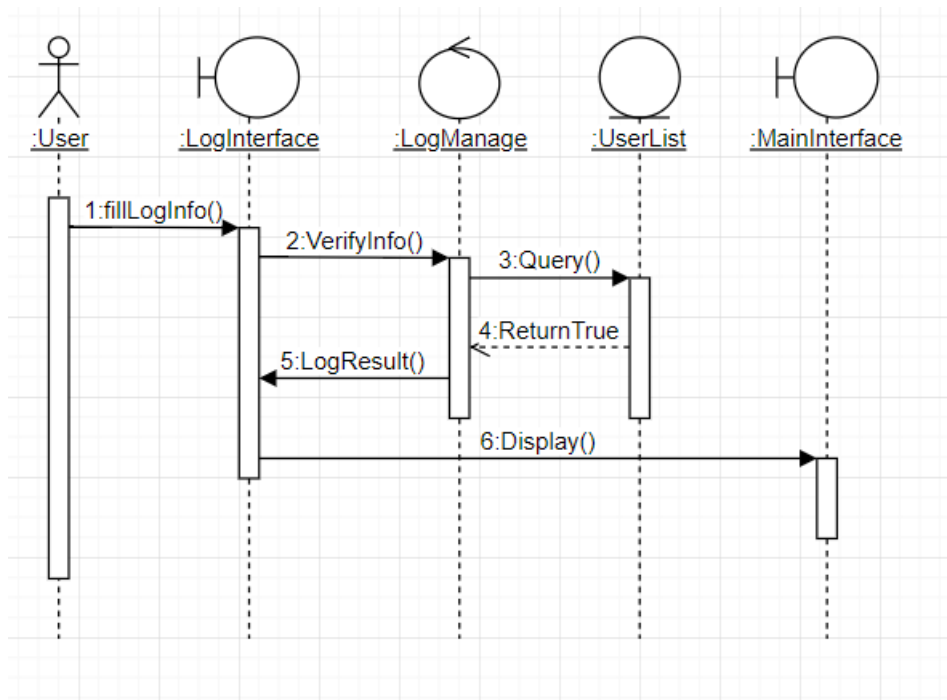 :User
:LogInterface
:LogManage
:UserList
:MainInterface
1:fillLogInfo()
2:VerifyInfo()
3:Query()
4:ReturnTrue
5:LogResult()
6:Display()